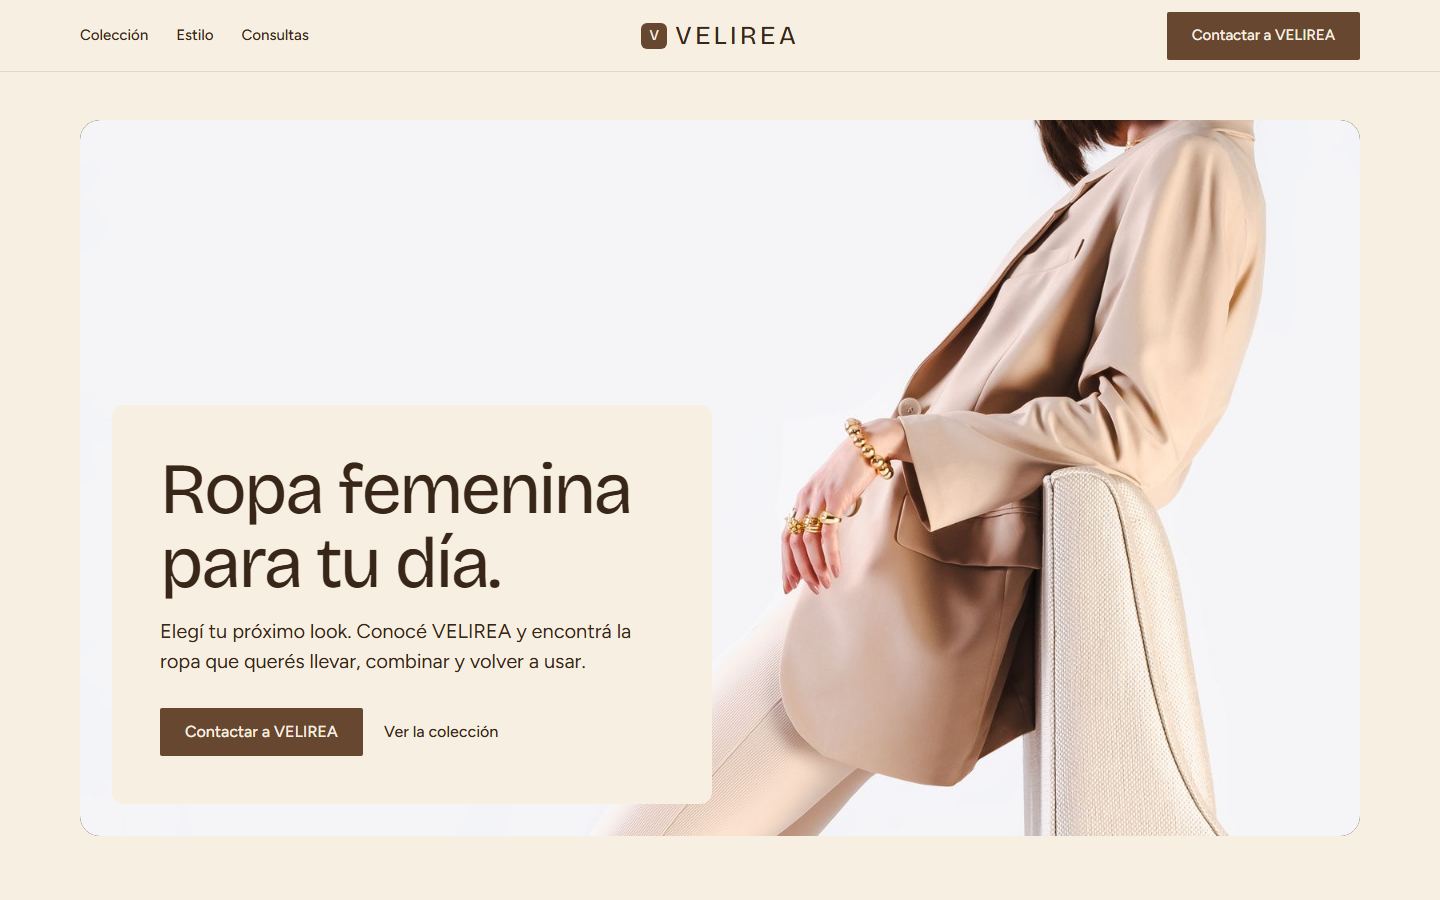 Colección
Estilo
Consultas
V
VELIREA
Contactar a VELIREA
Ropa femenina
para tu día.
Elegí tu próximo look. Conocé VELIREA y encontrá la
ropa que querés llevar, combinar y volver a usar.
Contactar a VELIREA
Ver la colección